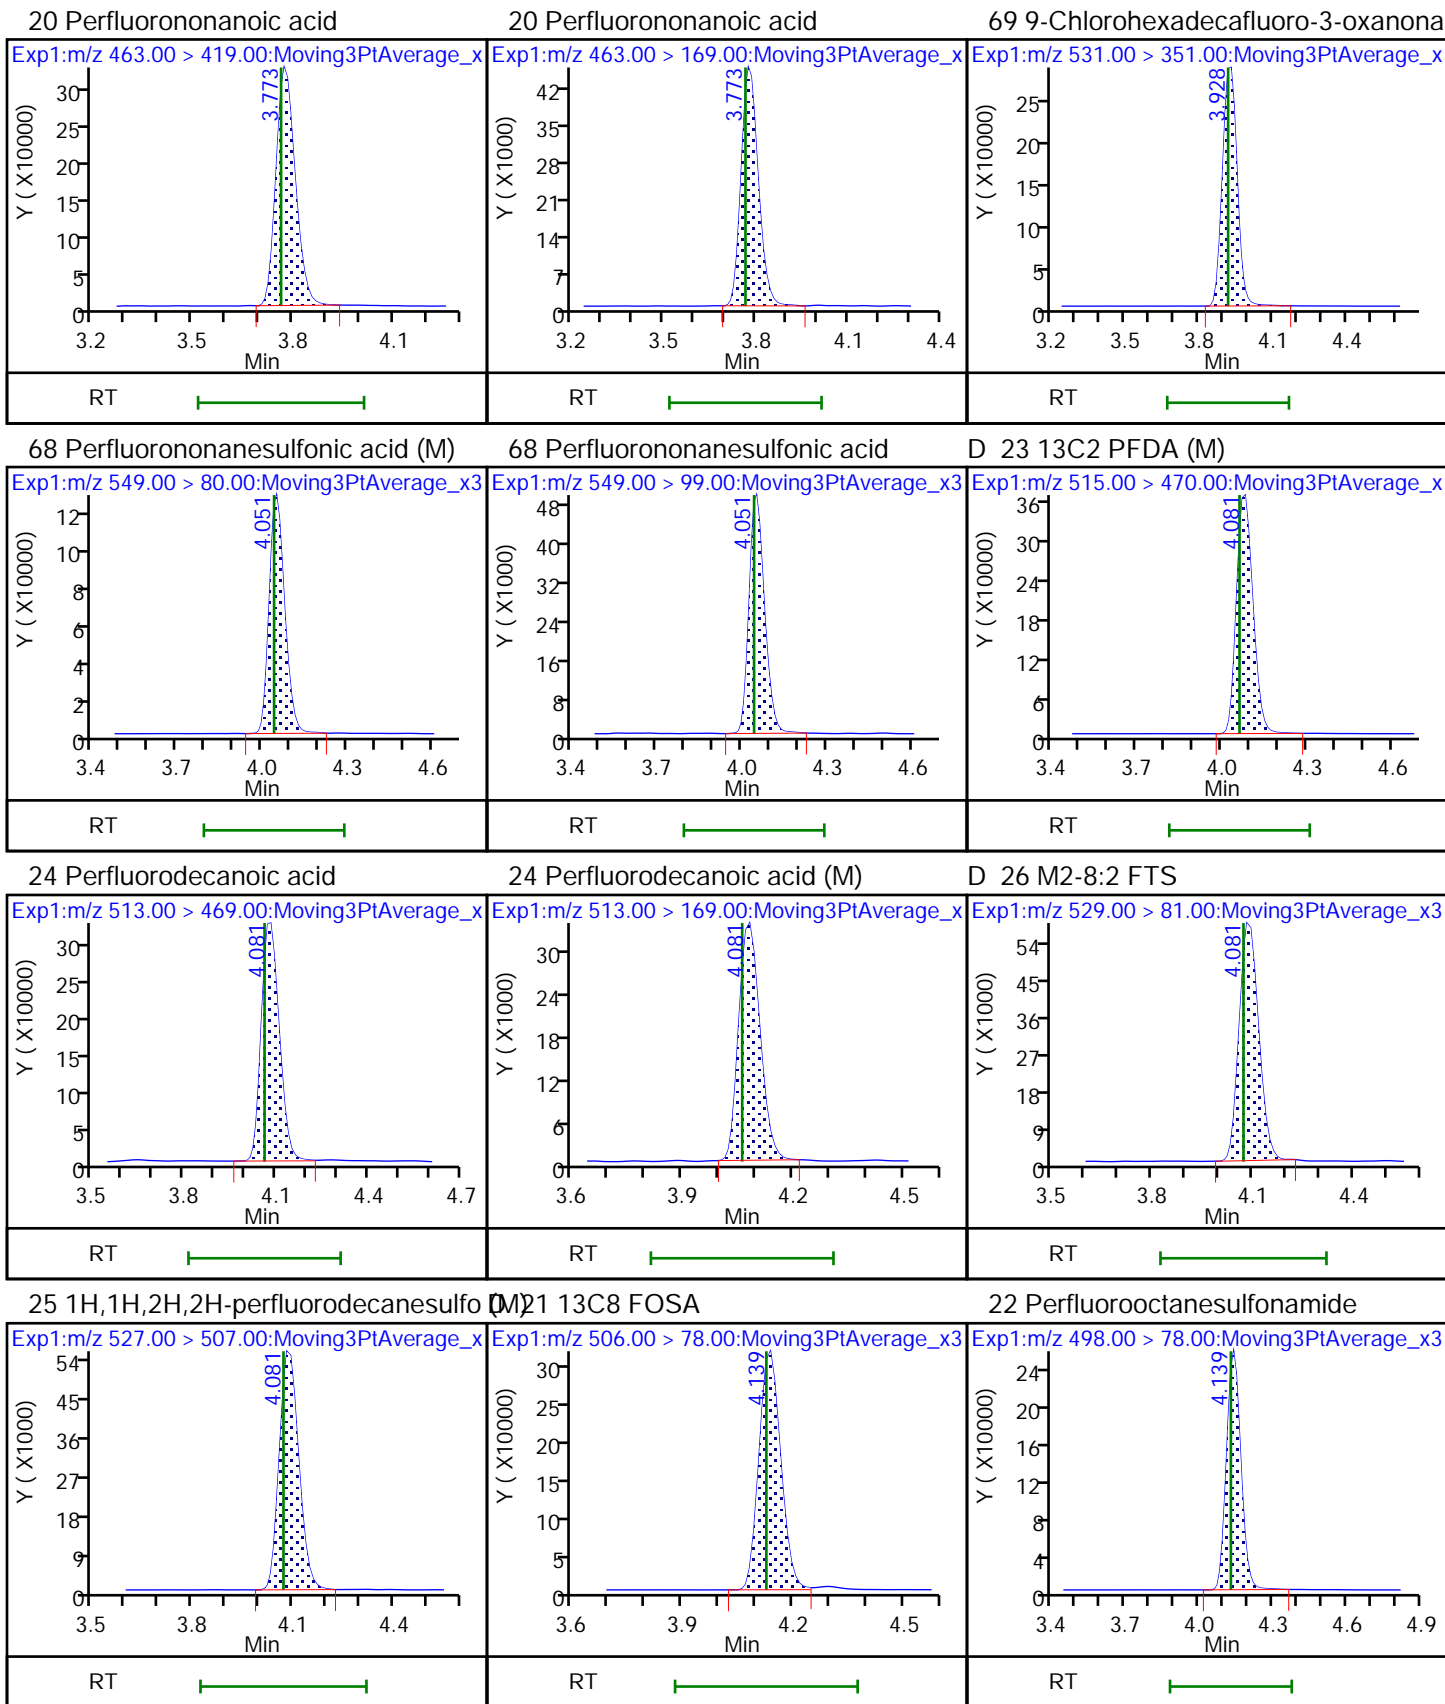 20 Perfluorononanoic acid
Exp1:m/z 463.00 > 419.00:Moving3PtAverage_x
3.773
Y ( X10000)
30
25
20
15
10
5
0
3.2 3.5 3.8 4.1
Min
RT
20 Perfluorononanoic acid
Exp1:m/z 463.00 > 169.00:Moving3PtAverage_x
3.773
Y ( X1000)
42
35
28
21
14
7
0
3.2 3.5 3.8 4.1 4.4
Min
RT
69 9-Chlorohexadecafluoro-3-oxanona
Exp1:m/z 531.00 > 351.00:Moving3PtAverage_x
3.928
Y ( X10000)
25
20
15
10
5
0
3.2 3.5 3.8 4.1 4.4
Min
RT
68 Perfluorononanesulfonic acid (M)
Exp1:m/z 549.00 > 80.00:Moving3PtAverage_x3
4.051
Y ( X10000)
12
10
8
6
4
2
0
3.4 3.7 4.0 4.3 4.6
Min
RT
68 Perfluorononanesulfonic acid
Exp1:m/z 549.00 > 99.00:Moving3PtAverage_x3
4.051
Y ( X1000)
48
40
32
24
16
8
0
3.4 3.7 4.0 4.3 4.6
Min
RT
D 23 13C2 PFDA (M)
Exp1:m/z 515.00 > 470.00:Moving3PtAverage_x
4.081
Y ( X10000)
36
30
24
18
12
6
0
3.4 3.7 4.0 4.3 4.6
Min
RT
24 Perfluorodecanoic acid
Exp1:m/z 513.00 > 469.00:Moving3PtAverage_x
4.081
Y ( X10000)
30
25
20
15
10
5
0
3.5 3.8 4.1 4.4 4.7
Min
RT
24 Perfluorodecanoic acid (M)
Exp1:m/z 513.00 > 169.00:Moving3PtAverage_x
4.081
Y ( X1000)
30
24
18
12
6
0
3.6 3.9 4.2 4.5
Min
RT
D 26 M2-8:2 FTS
Exp1:m/z 529.00 > 81.00:Moving3PtAverage_x3
4.081
Y ( X1000)
54
45
36
27
18
9
0
3.5 3.8 4.1 4.4
Min
RT
25 1H,1H,2H,2H-perfluorodecanesulfo (M)
Exp1:m/z 527.00 > 507.00:Moving3PtAverage_x
4.081
Y ( X1000)
54
45
36
27
18
9
0
3.5 3.8 4.1 4.4
Min
RT
D 21 13C8 FOSA
Exp1:m/z 506.00 > 78.00:Moving3PtAverage_x3
4.139
Y ( X10000)
30
25
20
15
10
5
0
3.6 3.9 4.2 4.5
Min
RT
22 Perfluorooctanesulfonamide
Exp1:m/z 498.00 > 78.00:Moving3PtAverage_x3
4.139
Y ( X10000)
24
20
16
12
8
4
0
3.4 3.7 4.0 4.3 4.6 4.9
Min
RT